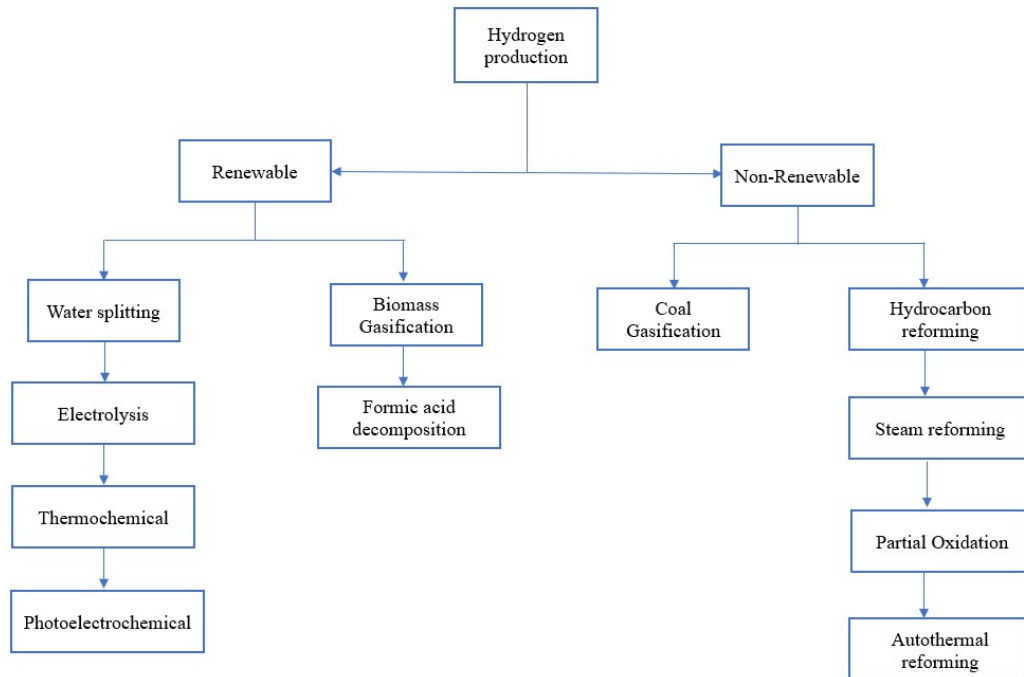 Hydrogen
production
Renewable
Non-Renewable
Water splitting
Biomass
Gasification
Coal
Gasification
Hydrocarbon
reforming
Electrolysis
Formic acid
decomposition
Steam reforming
Thermochemical
Partial Oxidation
Photoelectrochemical
Autothermal
reforming